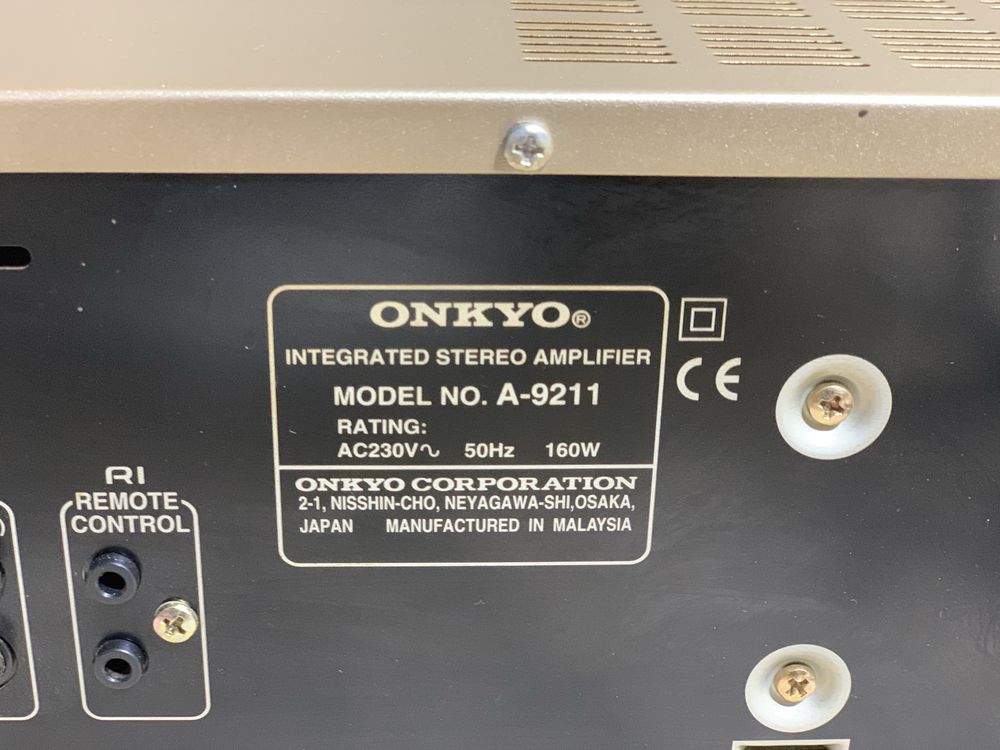 ONKYO®
INTEGRATED STEREO AMPLIFIER
MODEL NO. A-9211
RATING:
AC230V∿ 50Hz 160W
ONKYO CORPORATION
2-1, NISSHIN-CHO, NEYAGAWA-SHI,OSAKA,
JAPAN MANUFACTURED IN MALAYSIA
CE
RI
REMOTE
CONTROL